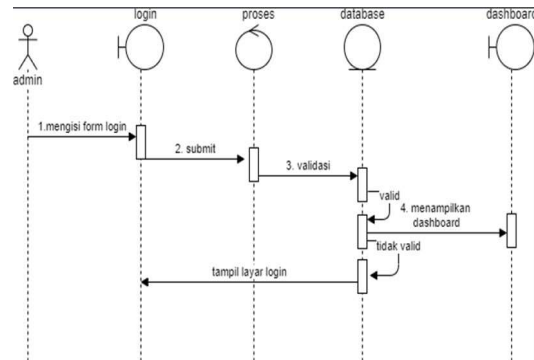 login
proses
database
dashboard
admin
1.mengisi form login
2. submit
3. validasi
valid
4. menampilkan
dashboard
tidak valid
tampil layar login